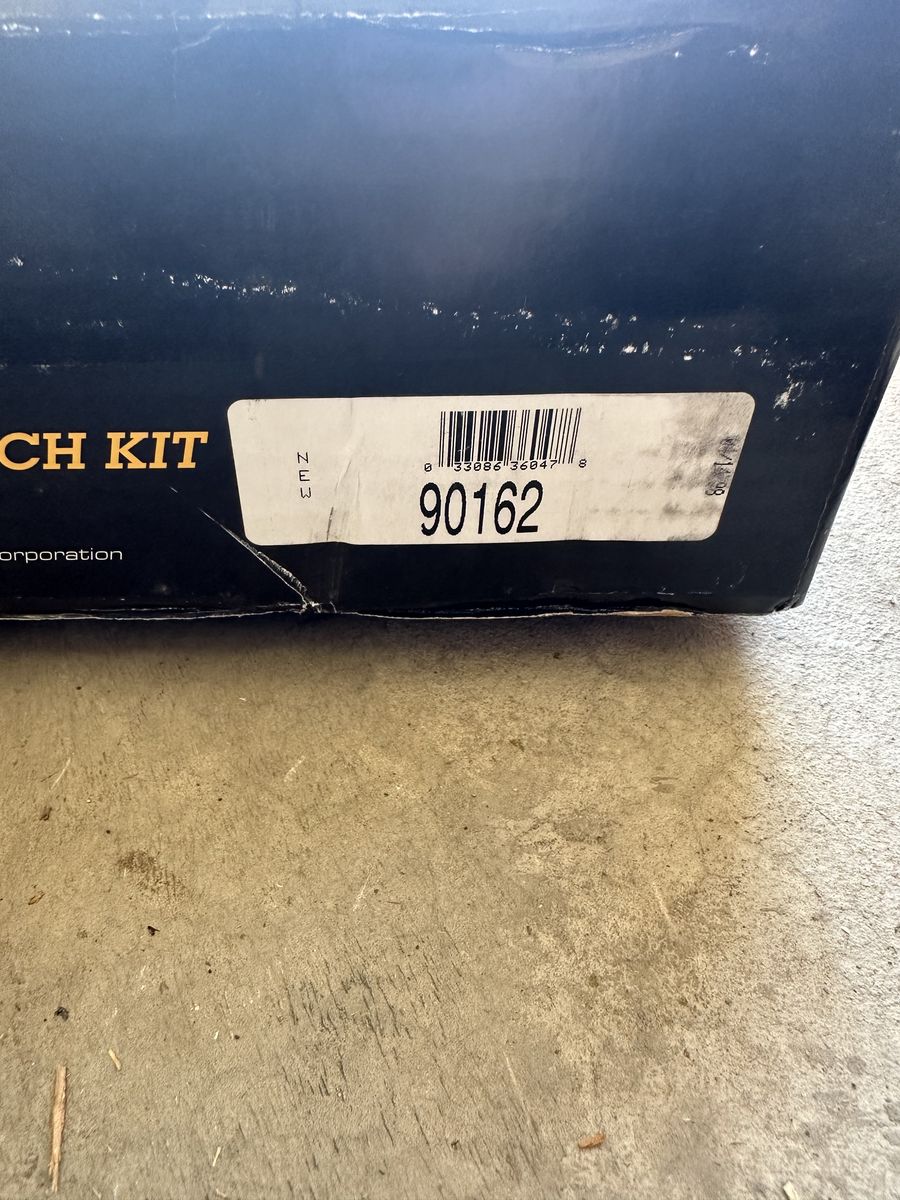 CH KIT
orporation
NEW
0 33086 36047 8
90162